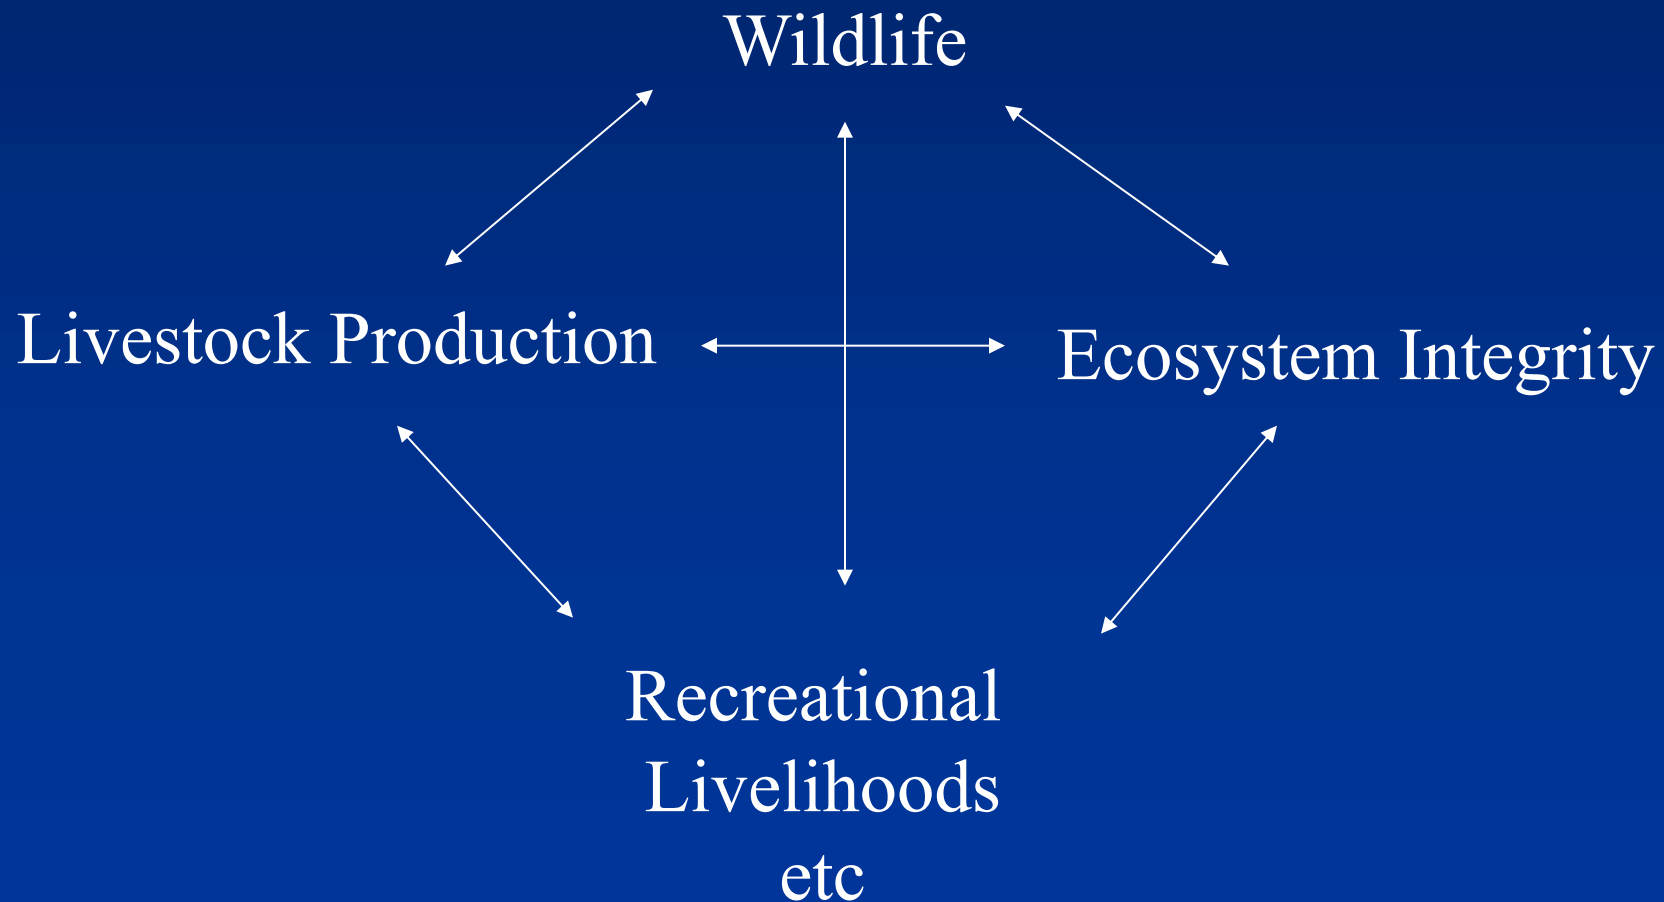 Wildlife
Livestock Production
Ecosystem Integrity
Recreational
Livelihoods
etc